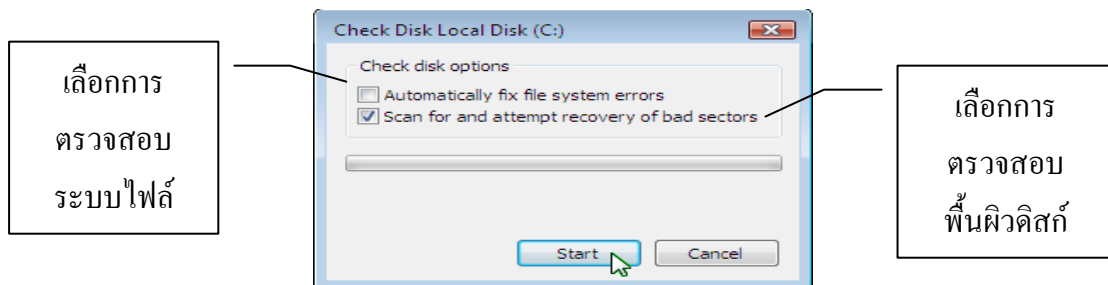 เลือกการ
ตรวจสอบ
ระบบไฟล์
Check Disk Local Disk (C:)
Check disk options
Automatically fix file system errors
Scan for and attempt recovery of bad sectors
Start
Cancel
เลือกการ
ตรวจสอบ
พื้นผิวดิสก์